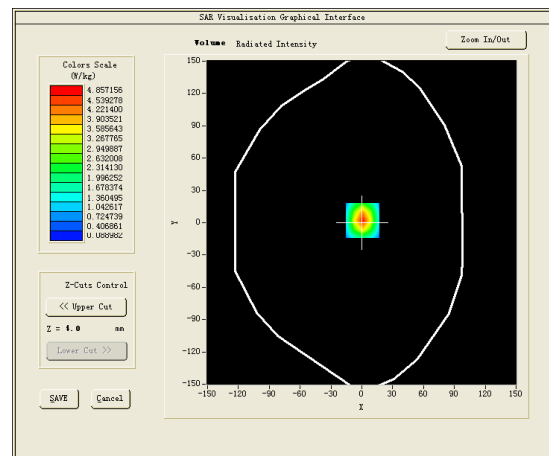 SAR Visualisation Graphical Interface
Volume Radiated Intensity
Zoom In/Out
Colors Scale
(W/kg)
4.857156
4.539278
4.221400
3.903521
3.585643
3.267765
2.949887
2.632008
2.314130
1.996252
1.678374
1.360495
1.042617
0.724739
0.406861
0.088982
Z-Cuts Control
<< Upper Cut
Z = 4.0 mm
Lower Cut >>
SAVE Cancel
150
120
90
60
30
0
-30
-60
-90
-120
-150
Y
-150 -120 -90 -60 -30 0 30 60 90 120 150
X